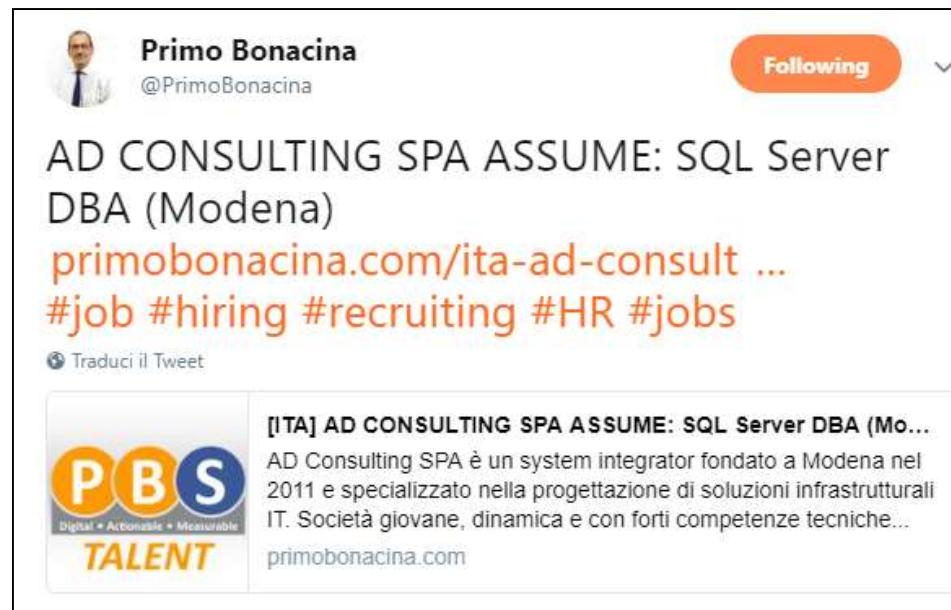 Primo Bonacina
@PrimoBonacina
Following
AD CONSULTING SPA ASSUME: SQL Server
DBA (Modena)
primobonacina.com/ita-ad-consult ...
#job #hiring #recruiting #HR #jobs
Traduci il Tweet
PBS
Digital • Actionable • Measurable
TALENT
[ITA] AD CONSULTING SPA ASSUME: SQL Server DBA (Mo...
AD Consulting SPA è un system integrator fondato a Modena nel
2011 e specializzato nella progettazione di soluzioni infrastrutturali
IT. Società giovane, dinamica e con forti competenze tecniche...
primobonacina.com